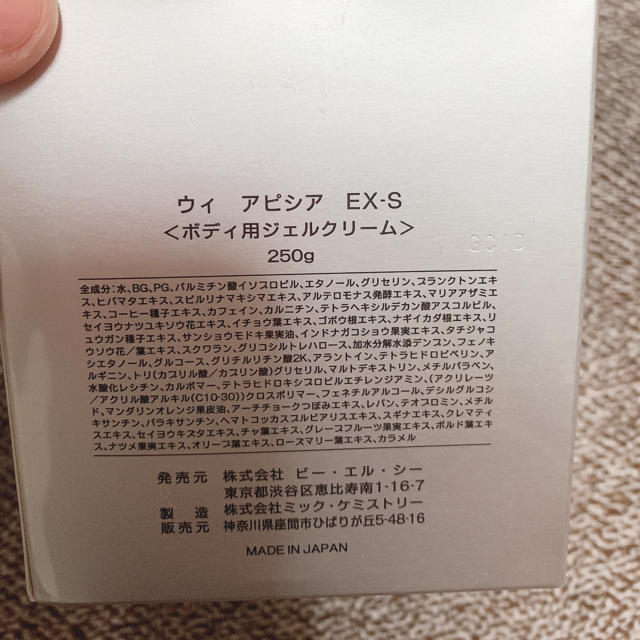 ウィ　アピシア　EX-S
＜ボディ用ジェルクリーム＞
250g
全成分:水、BG、PG、パルミチン酸イソプロピル、エタノール、グリセリン、プランクトンエキ
ス、ヒバマタエキス、スピルリナマキシマエキス、アルテロモナス発酵エキス、マリアアザミエ
キス、コーヒー種子エキス、カフェイン、カルニチン、テトラヘキシルデカン酸アスコルビル、
セイヨウナツユキソウ花エキス、イチョウ葉エキス、ゴボウ根エキス、ナギイカダ根エキス、リ
ュウガン種子エキス、サンショウモドキ果実油、インドナガコショウ果実エキス、タチジャコ
ウソウ花／葉エキス、スクワラン、グリコシルトレハロース、加水分解水添デンプン、フェノキ
シエタノール、グルコース、グリチルリチン酸2K、アラントイン、テトラヒドロピペリン、ア
ルギニン、トリ(カプリル酸／カプリン酸)グリセリル、マルトデキストリン、メチルパラベン、
水酸化レシチン、カルボマー、テトラヒドロキシプロピルエチレンジアミン、(アクリレーツ
／アクリル酸アルキル(C10-30))クロスポリマー、フェネチルアルコール、デシルグルコシ
ド、マンダリンオレンジ果皮油、アーチチョークつぼみエキス、レバン、テオブロミン、メチル
キサンチン、パラキサンチン、ヘマトコッカスプルビアリスエキス、スギナエキス、クレマティ
スエキス、セイヨウキヅタエキス、チャ葉エキス、グレープフルーツ果実エキス、ボルド葉エキ
ス、ナツメ果実エキス、オリーブ葉エキス、ローズマリー葉エキス、カラメル
発売元　株式会社 ビー・エル・シー
東京都渋谷区恵比寿南1-16-7
製　造　株式会社ミック・ケミストリー
販売元　神奈川県座間市ひばりが丘5-48-16
MADE IN JAPAN